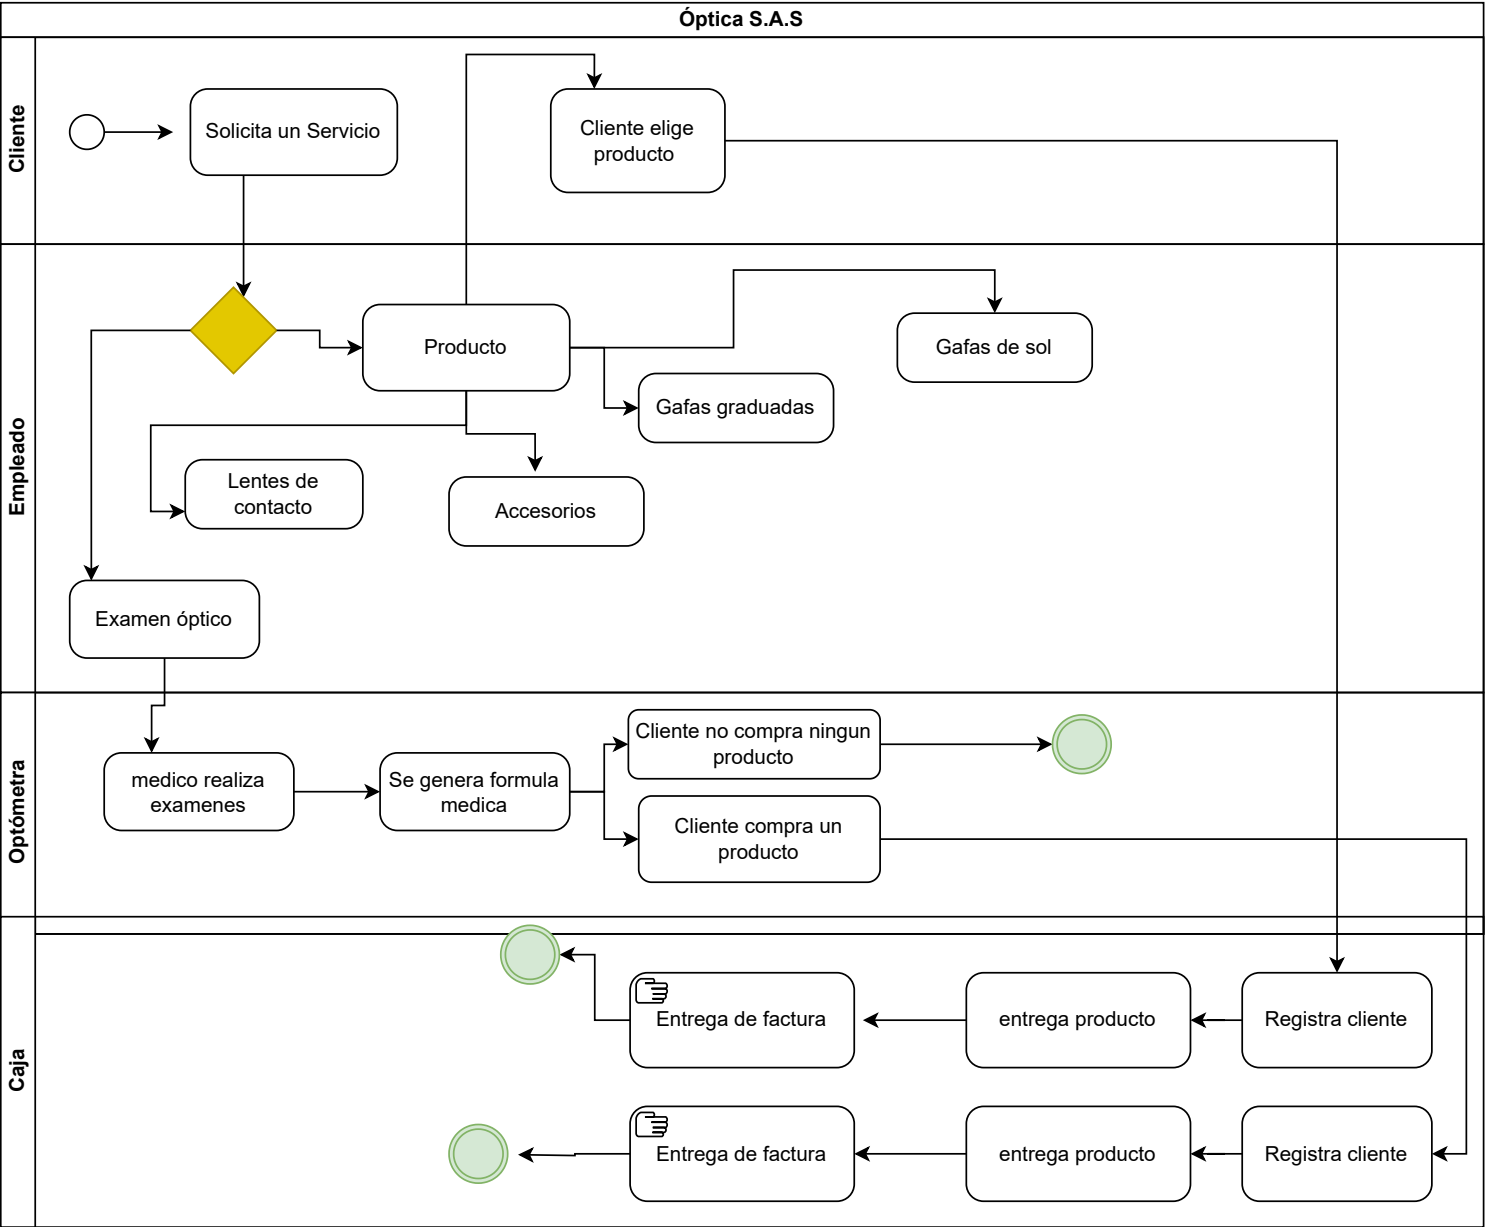 Óptica S.A.S
Cliente
Solicita un Servicio
Cliente elige
producto
Empleado
Producto
Gafas de sol
Gafas graduadas
Lentes de
contacto
Accesorios
Examen óptico
Optómetra
Cliente no compra ningun
producto
medico realiza
examenes
Se genera formula
medica
Cliente compra un
producto
Caja
Entrega de factura
entrega producto
Registra cliente
Entrega de factura
entrega producto
Registra cliente